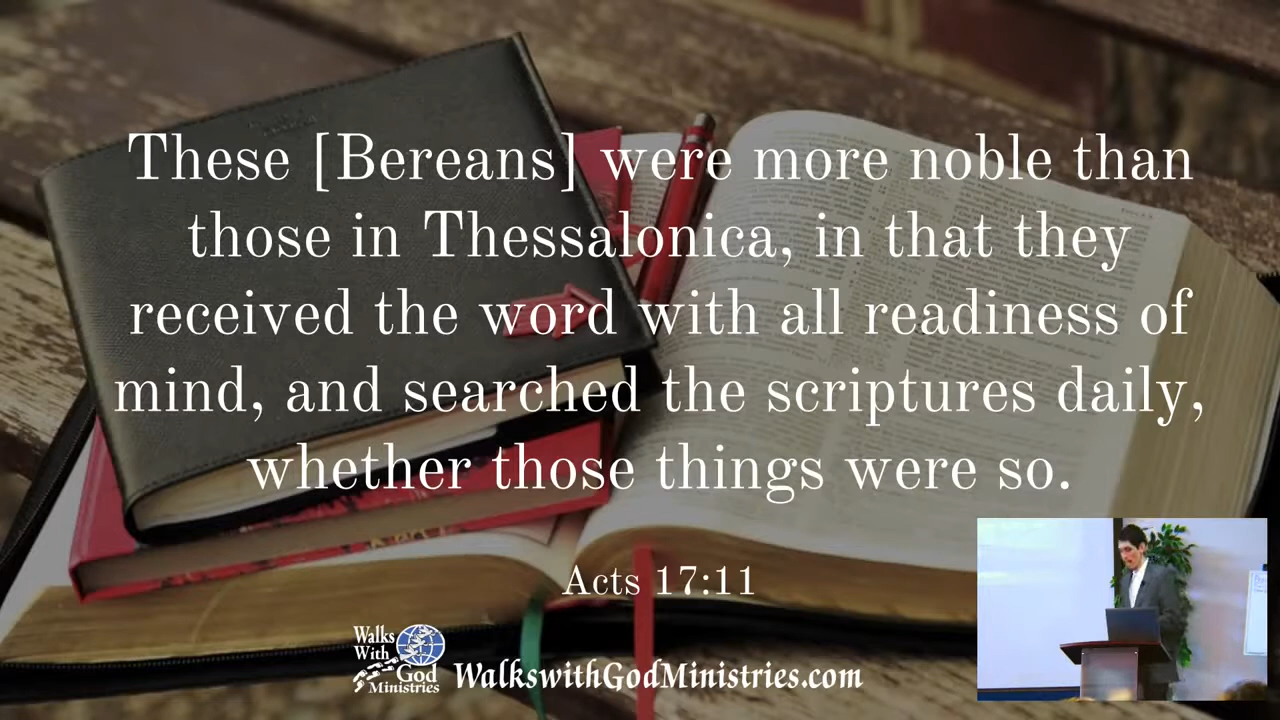 These [Bereans] were more noble than
those in Thessalonica, in that they
received the word with all readiness of
mind, and searched the scriptures daily,
whether those things were so.
Acts 17:11
Walks
With
God
Ministries
WalkswithGodMinistries.com